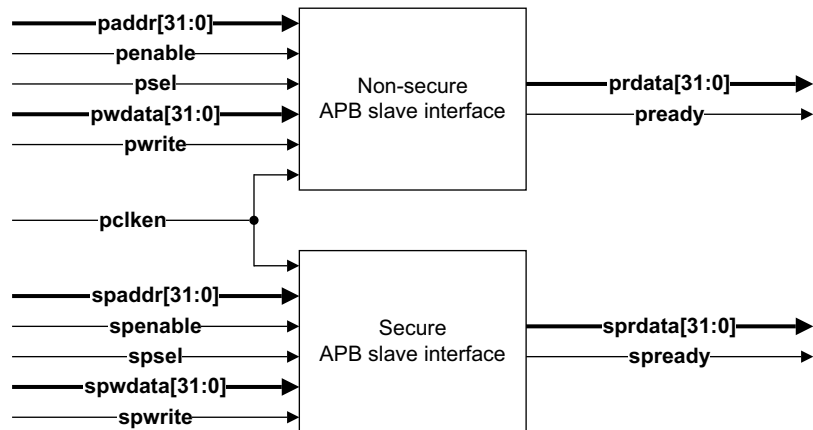 paddr[31:0]
penable
psel
pwdata[31:0]
pwrite
Non-secure
APB slave interface
prdata[31:0]
pready
pclken
spaddr[31:0]
spenable
spsel
spwdata[31:0]
spwrite
Secure
APB slave interface
sprdata[31:0]
spready